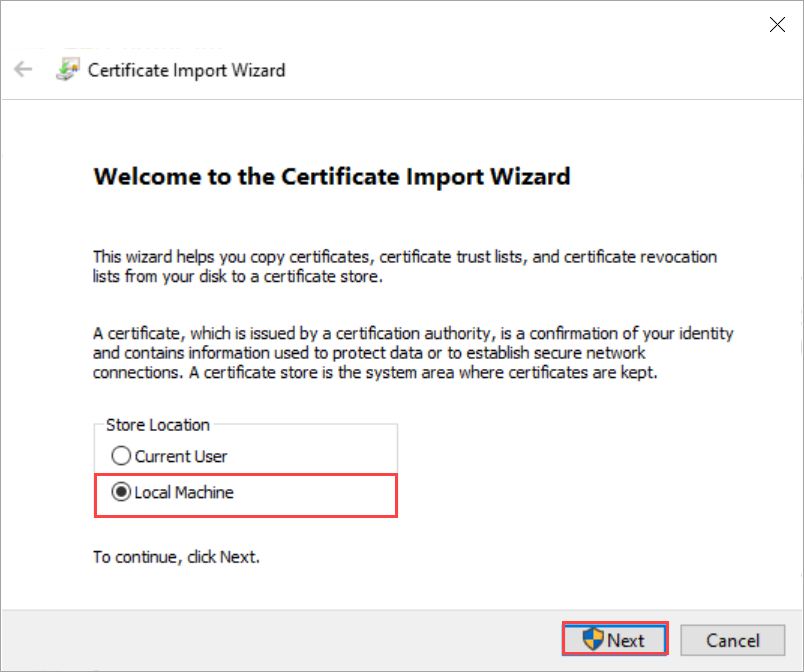 Certificate Import Wizard
Welcome to the Certificate Import Wizard
This wizard helps you copy certificates, certificate trust lists, and certificate revocation
lists from your disk to a certificate store.
A certificate, which is issued by a certification authority, is a confirmation of your identity
and contains information used to protect data or to establish secure network
connections. A certificate store is the system area where certificates are kept.
Store Location
Current User
Local Machine
To continue, click Next.
Next
Cancel